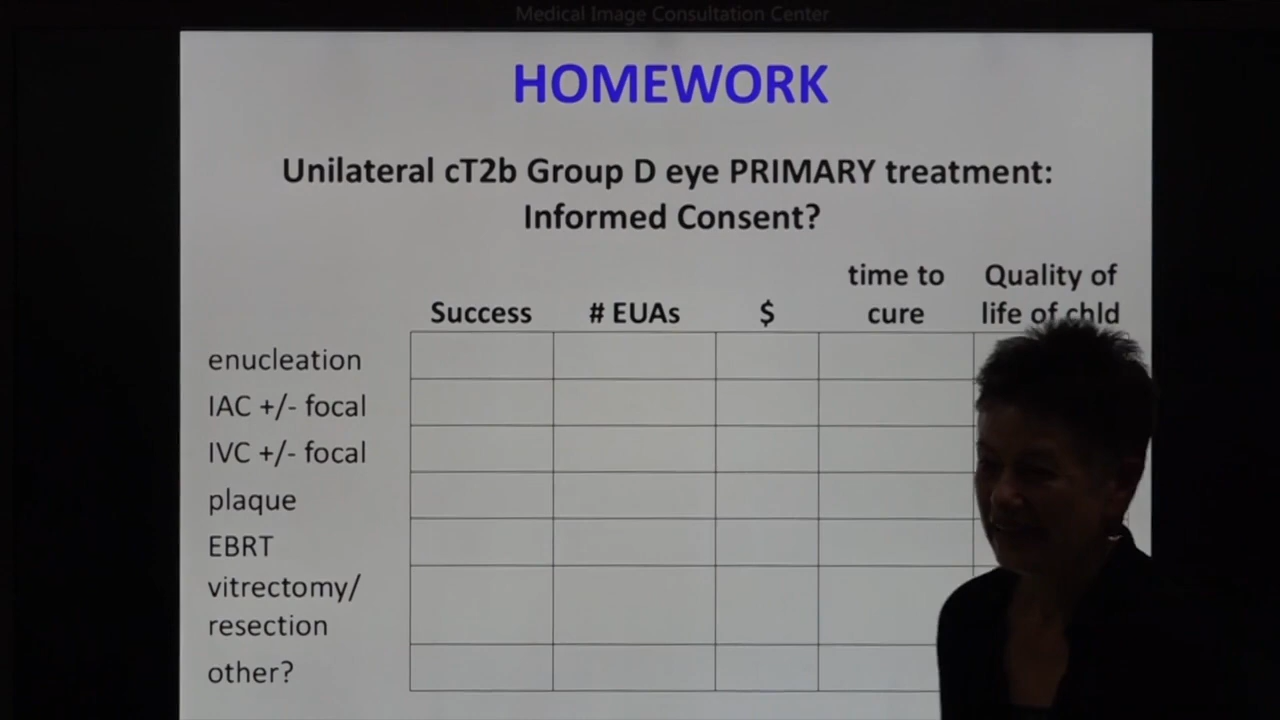 Medical Image Consultation Center
HOMEWORK
Unilateral cT2b Group D eye PRIMARY treatment:
Informed Consent?
Success # EUAs $ time to cure Quality of life of chld
enucleation
IAC +/- focal
IVC +/- focal
plaque
EBRT
vitrectomy/
resection
other?